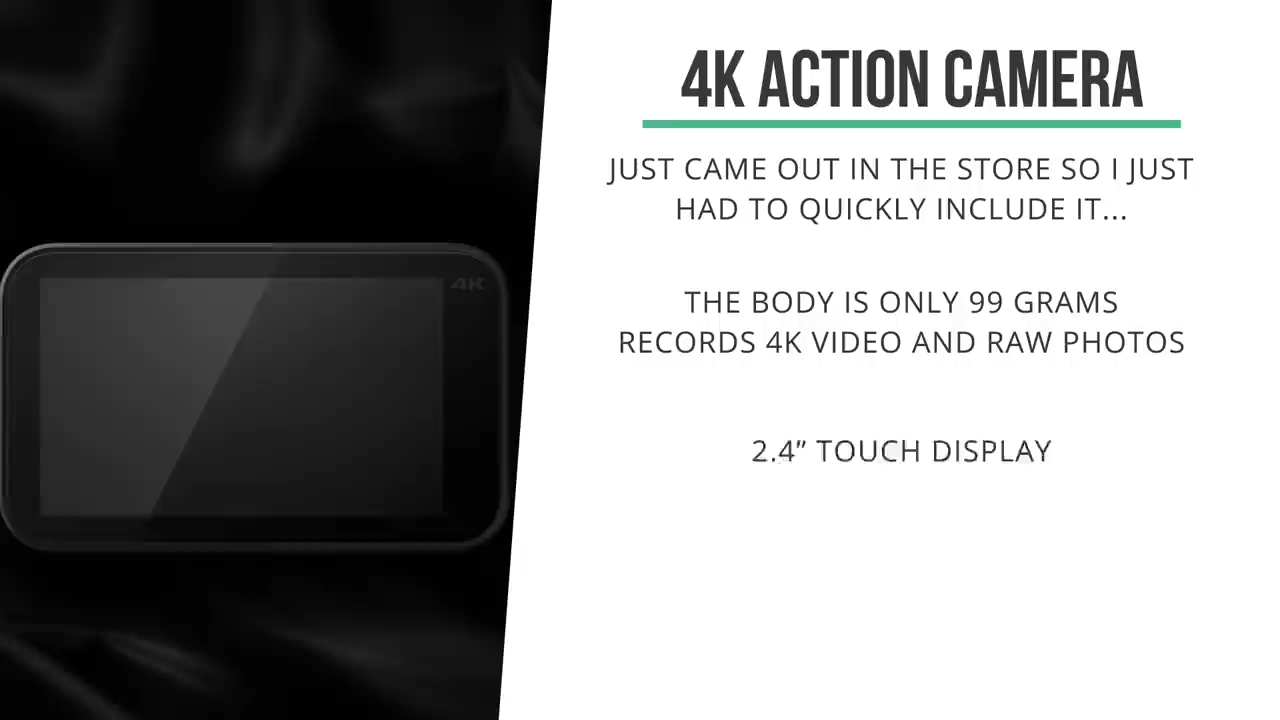 4K ACTION CAMERA
JUST CAME OUT IN THE STORE SO I JUST
HAD TO QUICKLY INCLUDE IT...
THE BODY IS ONLY 99 GRAMS
RECORDS 4K VIDEO AND RAW PHOTOS
2.4” TOUCH DISPLAY
4K